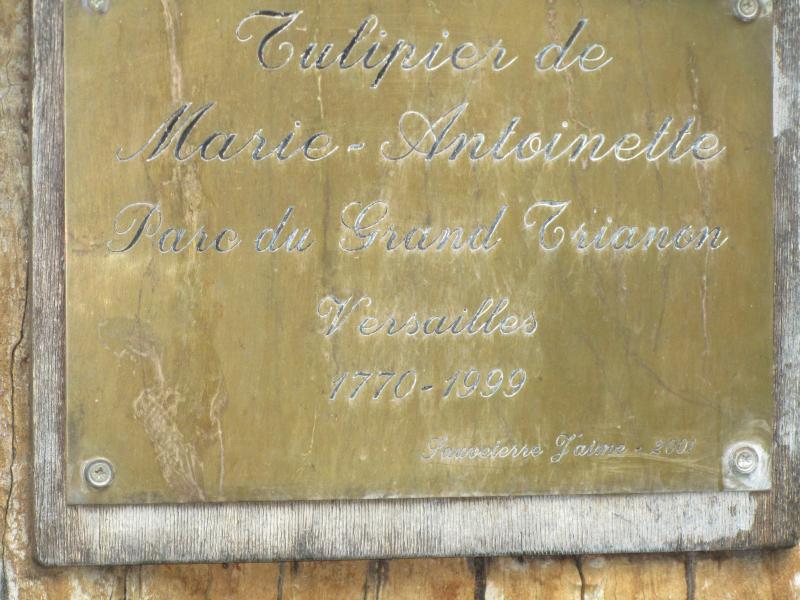 Tulipier de
Marie-Antoinette
Parc du Grand Trianon
Versailles
1770-1999
Sauveterre J'aime - 2001